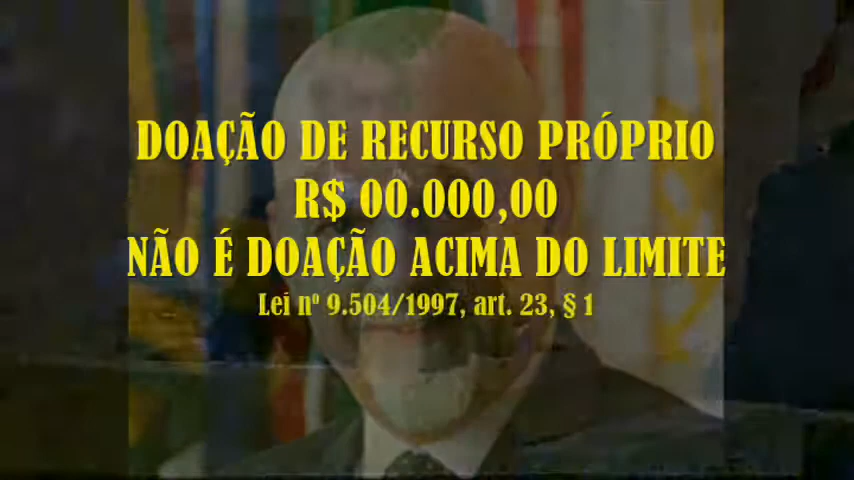 DOAÇÃO DE RECURSO PRÓPRIO
R$ 00.000,00
NÃO É DOAÇÃO ACIMA DO LIMITE
Lei nº 9.504/1997, art. 23, § 1